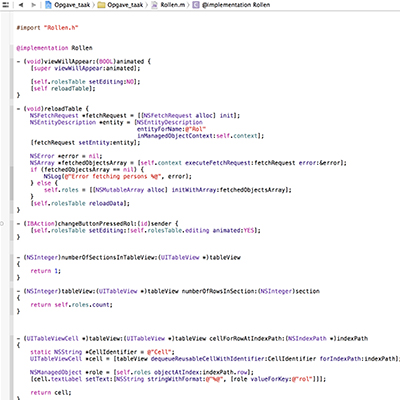 Opgave_taak › Opgave_taak › Rollen.m › @implementation Rollen
#import "Rollen.h"
@implementation Rollen
- (void)viewWillAppear:(BOOL)animated {
[super viewWillAppear:animated];
[self.rolesTable setEditing:NO];
[self reloadTable];
}
- (void)reloadTable {
NSFetchRequest *fetchRequest = [[NSFetchRequest alloc] init];
NSEntityDescription *entity = [NSEntityDescription
entityForName:@"Rol"
inManagedObjectContext:self.context];
[fetchRequest setEntity:entity];
NSError *error = nil;
NSArray *fetchedObjectsArray = [self.context executeFetchRequest:fetchRequest error:&error];
if (fetchedObjectsArray == nil) {
NSLog(@"Error fetching persons %@", error);
} else {
self.roles = [[NSMutableArray alloc] initWithArray:fetchedObjectsArray];
}
[self.rolesTable reloadData];
}
- (IBAction)changeButtonPressedRol:(id)sender {
[self.rolesTable setEditing:!self.rolesTable.editing animated:YES];
}
- (NSInteger)numberOfSectionsInTableView:(UITableView *)tableView
{
return 1;
}
- (NSInteger)tableView:(UITableView *)tableView numberOfRowsInSection:(NSInteger)section
{
return self.roles.count;
}
- (UITableViewCell *)tableView:(UITableView *)tableView cellForRowAtIndexPath:(NSIndexPath *)indexPath
{
static NSString *CellIdentifier = @"Cell";
UITableViewCell *cell = [tableView dequeueReusableCellWithIdentifier:CellIdentifier forIndexPath:indexPath];
NSManagedObject *role = [self.roles objectAtIndex:indexPath.row];
[cell.textLabel setText:[NSString stringWithFormat:@"%@", [role valueForKey:@"rol"]]];
return cell;